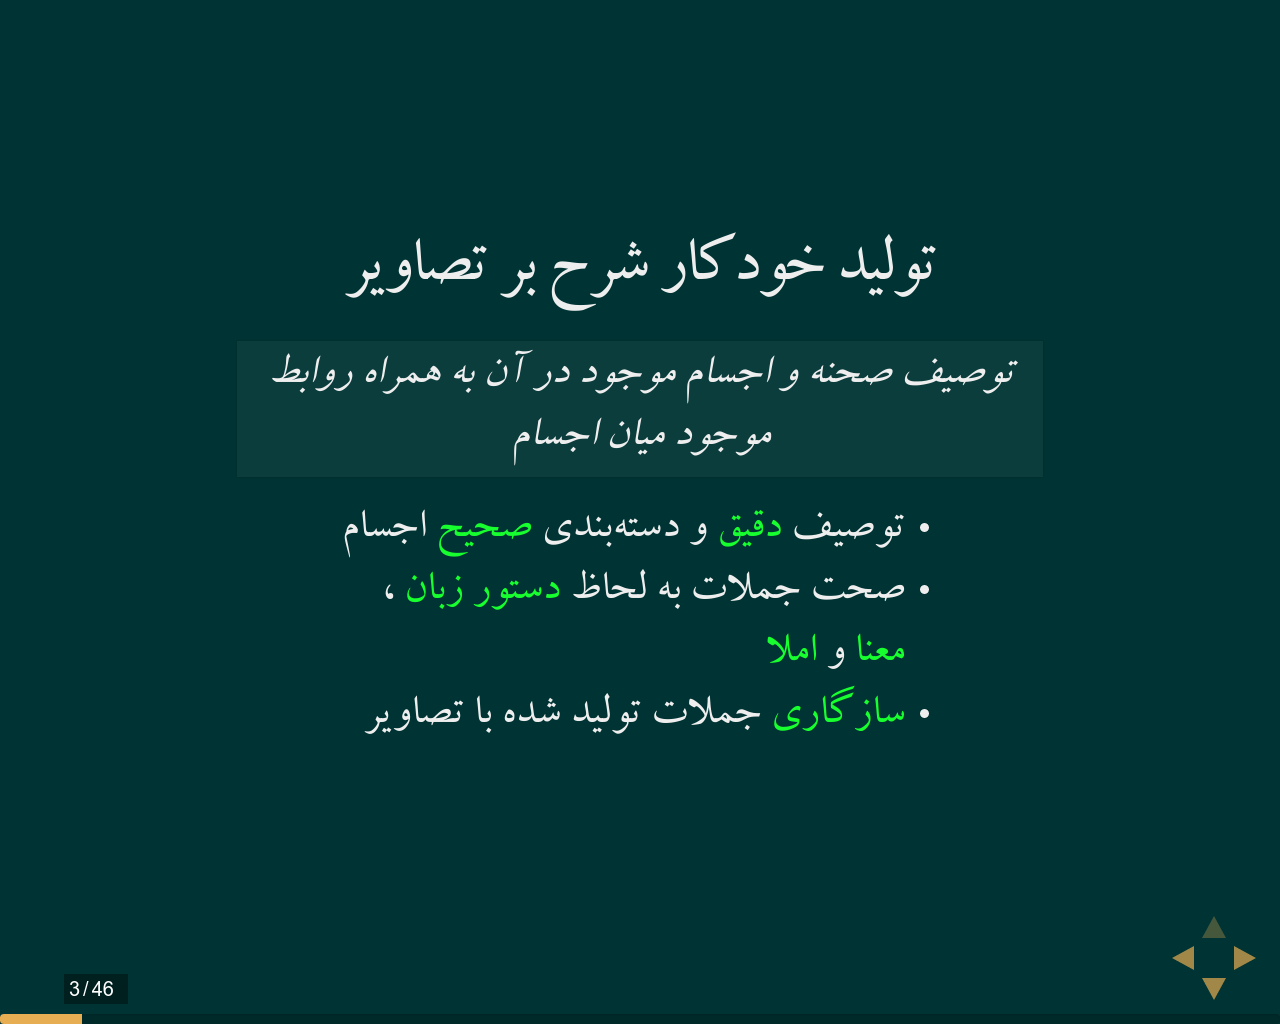 تولید خودکار شرح بر تصاویر
توصیف صحنه و اجسام موجود در آن به همراه روابط
موجود میان اجسام
• توصیف دقیق و دسته‌بندی صحیح اجسام
• صحت جملات به لحاظ دستور زبان ،
معنا و املا
• سازگاری جملات تولید شده با تصاویر
3 / 46